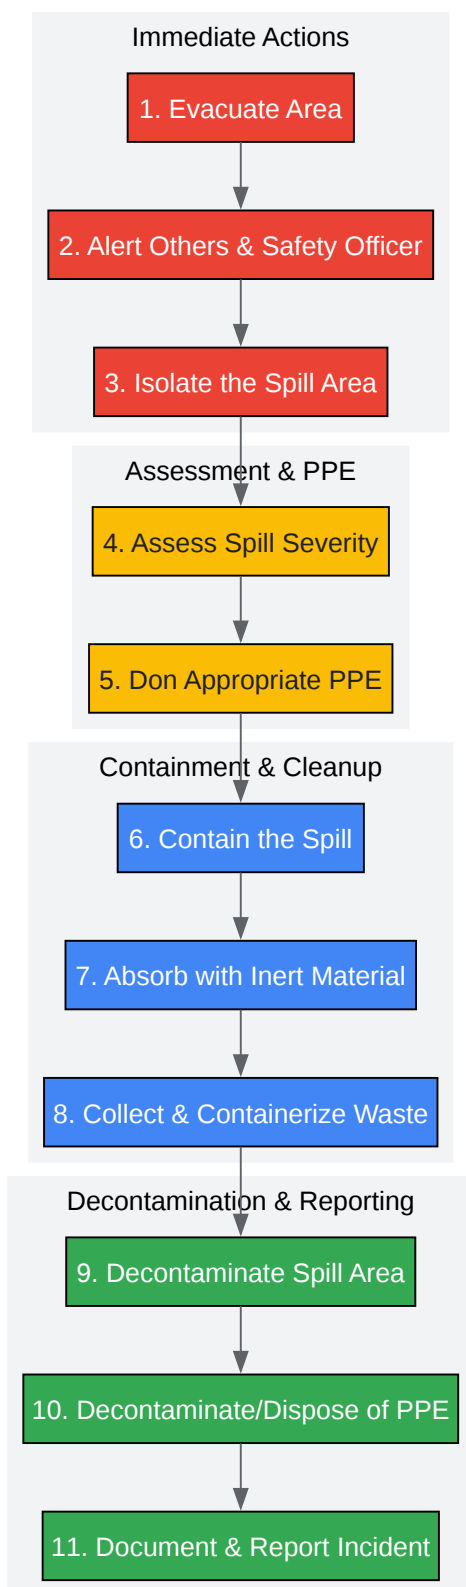 Immediate Actions
1. Evacuate Area
2. Alert Others & Safety Officer
3. Isolate the Spill Area
Assessment & PPE
4. Assess Spill Severity
5. Don Appropriate PPE
Containment & Cleanup
6. Contain the Spill
7. Absorb with Inert Material
8. Collect & Containerize Waste
Decontamination & Reporting
9. Decontaminate Spill Area
10. Decontaminate/Dispose of PPE
11. Document & Report Incident